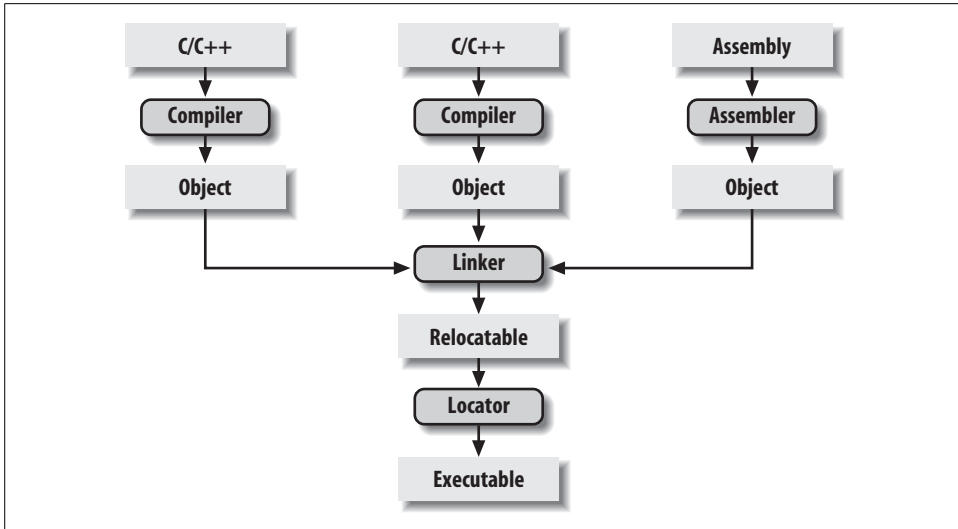 C/C++
C/C++
Assembly
Compiler
Compiler
Assembler
Object
Object
Object
Linker
Relocatable
Locator
Executable